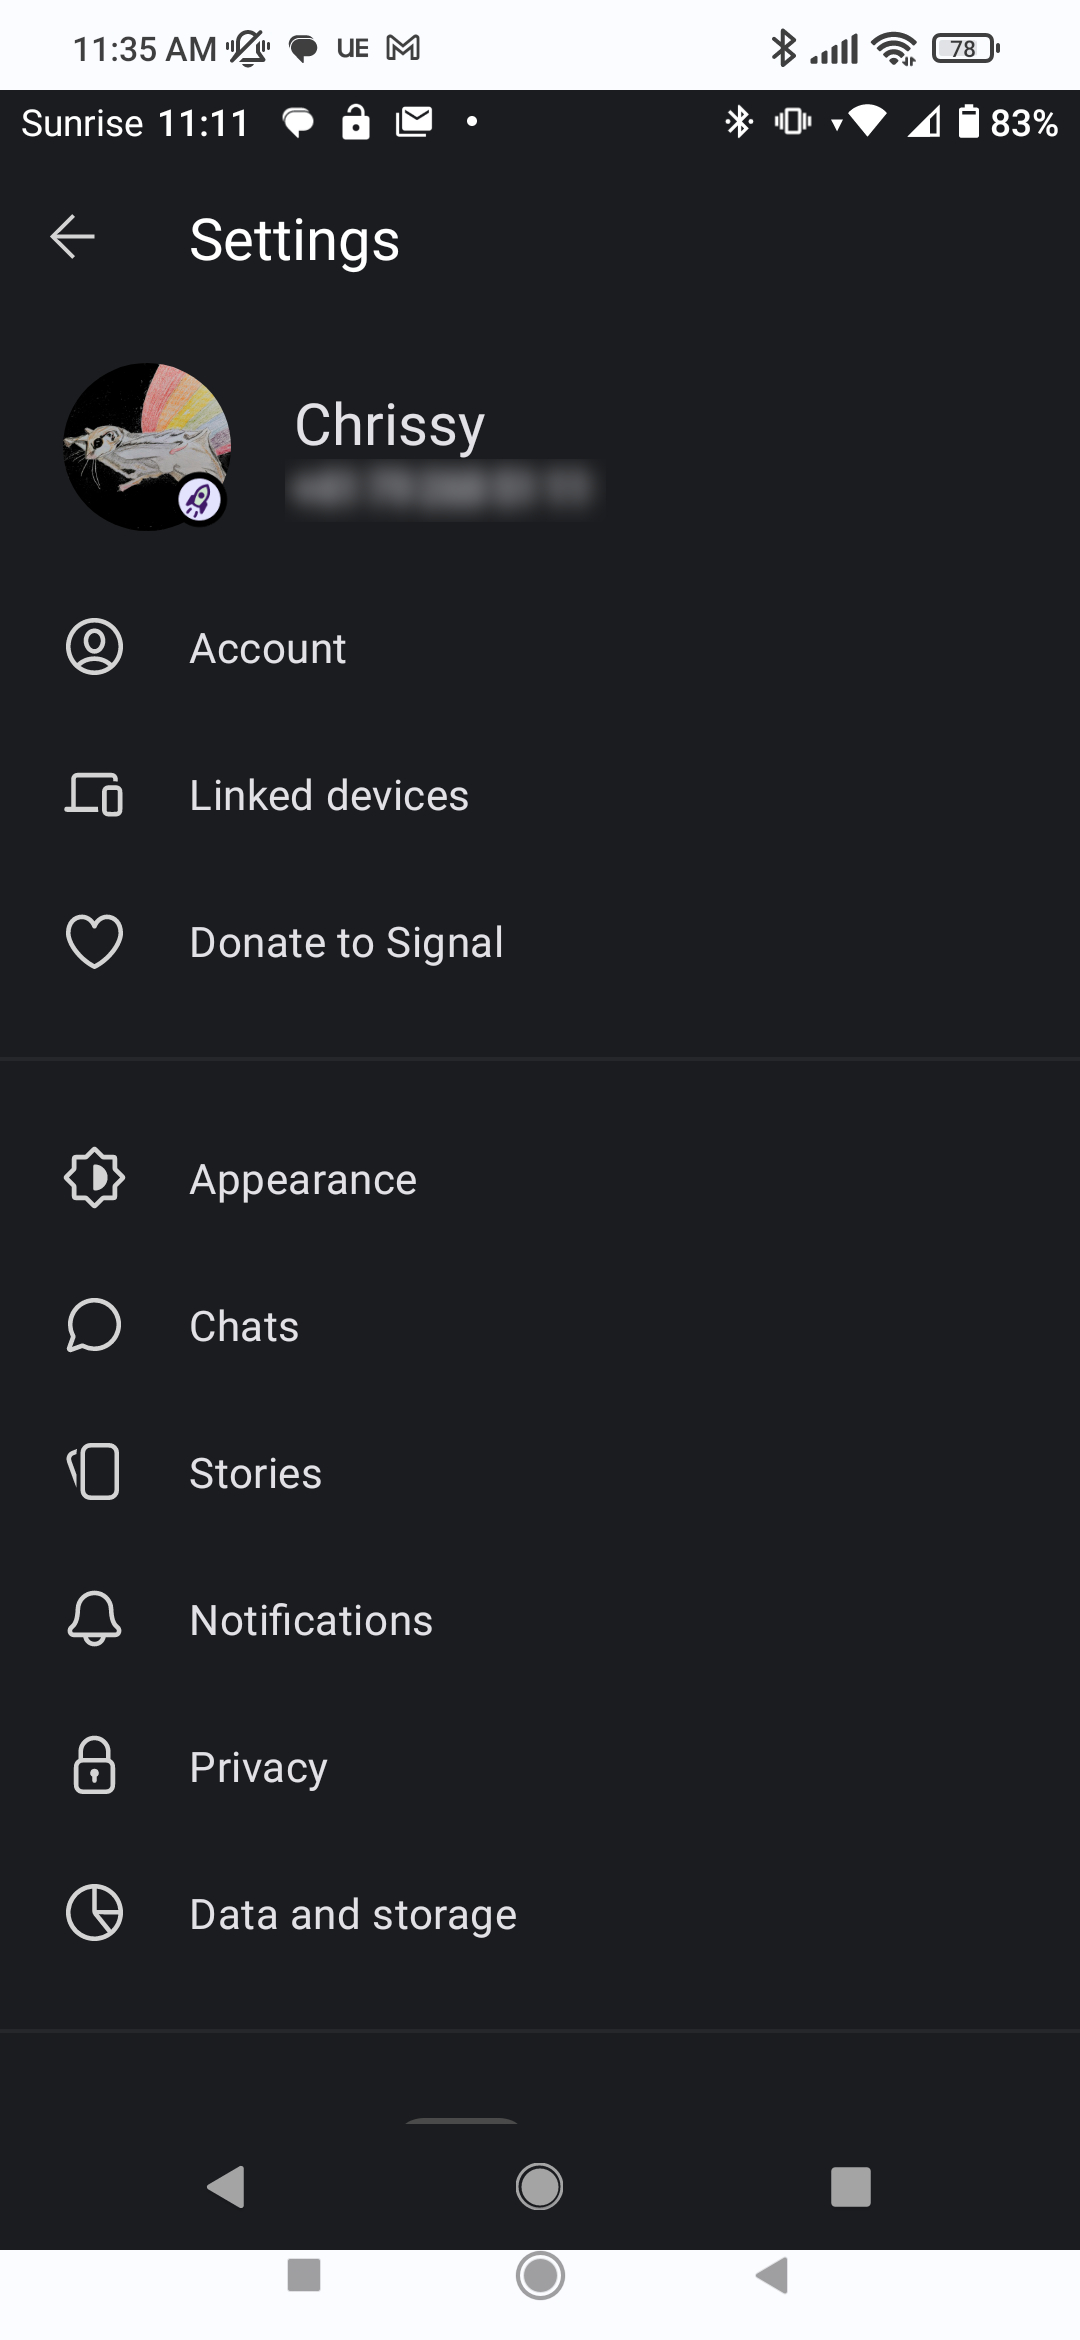 11:35 AM UE 78
Sunrise 11:11 83%
Settings
Chrissy
Account
Linked devices
Donate to Signal
Appearance
Chats
Stories
Notifications
Privacy
Data and storage